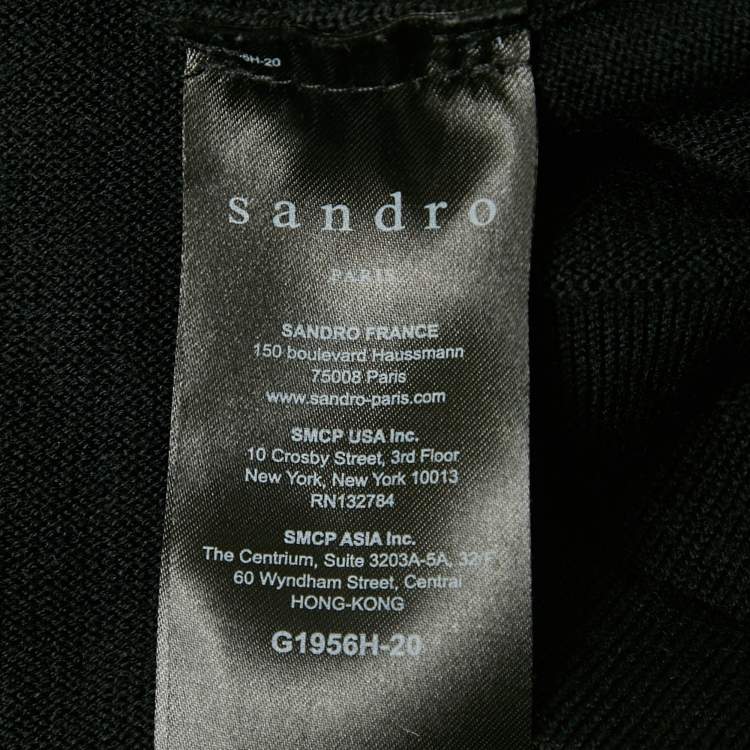 6H-20
sandro
PARIS
SANDRO FRANCE
150 boulevard Haussmann
75008 Paris
www.sandro-paris.com
SMCP USA Inc.
10 Crosby Street, 3rd Floor
New York, New York 10013
RN132784
SMCP ASIA Inc.
The Centrium, Suite 3203A-5A, 32/F
60 Wyndham Street, Central
HONG-KONG
G1956H-20